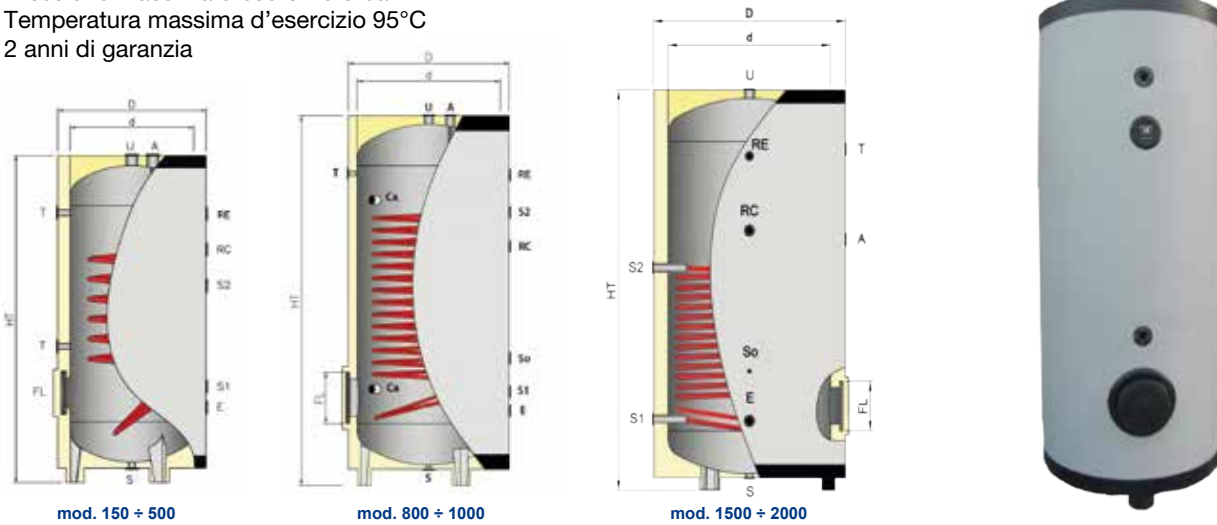 Temperatura massima d'esercizio 95°C
2 anni di garanzia
D
d
U A
T
RE
RC
S2
T
S1
FL
E
HT
S
mod. 150 ÷ 500
D
d
U A
T
RE
Ca
S2
RC
HT
So
Ca
S1
FL
E
S
mod. 800 ÷ 1000
D
d
U
RE
T
RC
A
S2
HT
So
E
FL
S1
S
mod. 1500 ÷ 2000